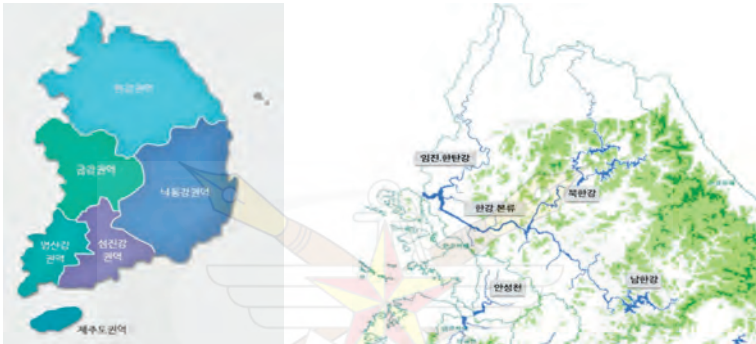 한강권역
금강권역
낙동강권역
영산강
권역
섬진강
권역
제주도권역
임진.한탄강
북한강
한강 본류
안성천
남한강